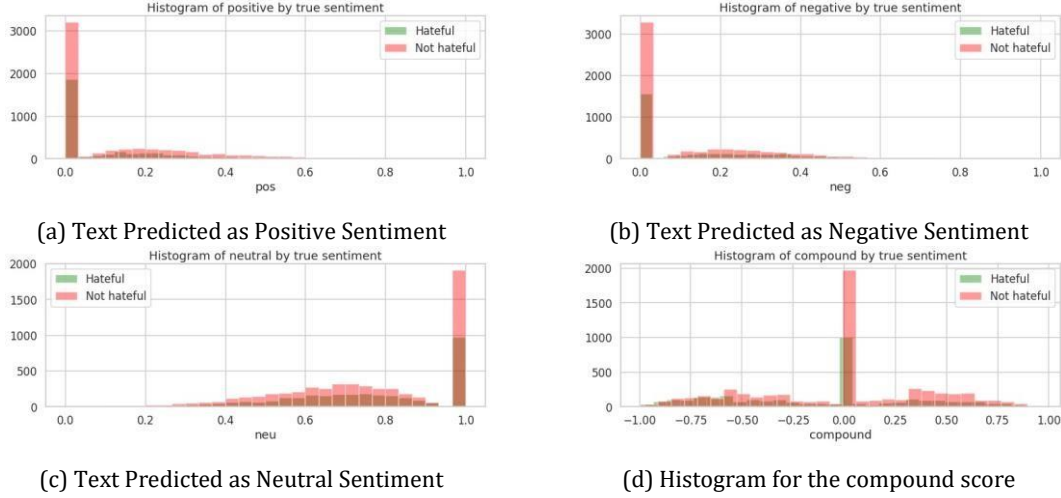 Histogram of positive by true sentiment
3000
2000
1000
0
Hateful
Not hateful
0.0 0.2 0.4 0.6 0.8 1.0
pos
(a) Text Predicted as Positive Sentiment
Histogram of negative by true sentiment
3000
2000
1000
0
Hateful
Not hateful
0.0 0.2 0.4 0.6 0.8 1.0
neg
(b) Text Predicted as Negative Sentiment
Histogram of neutral by true sentiment
2000
1500
1000
500
0
Hateful
Not hateful
0.0 0.2 0.4 0.6 0.8 1.0
neu
(c) Text Predicted as Neutral Sentiment
Histogram of compound by true sentiment
2000
1500
1000
500
0
Hateful
Not hateful
−1.00 −0.75 −0.50 −0.25 0.00 0.25 0.50 0.75 1.00
compound
(d) Histogram for the compound score